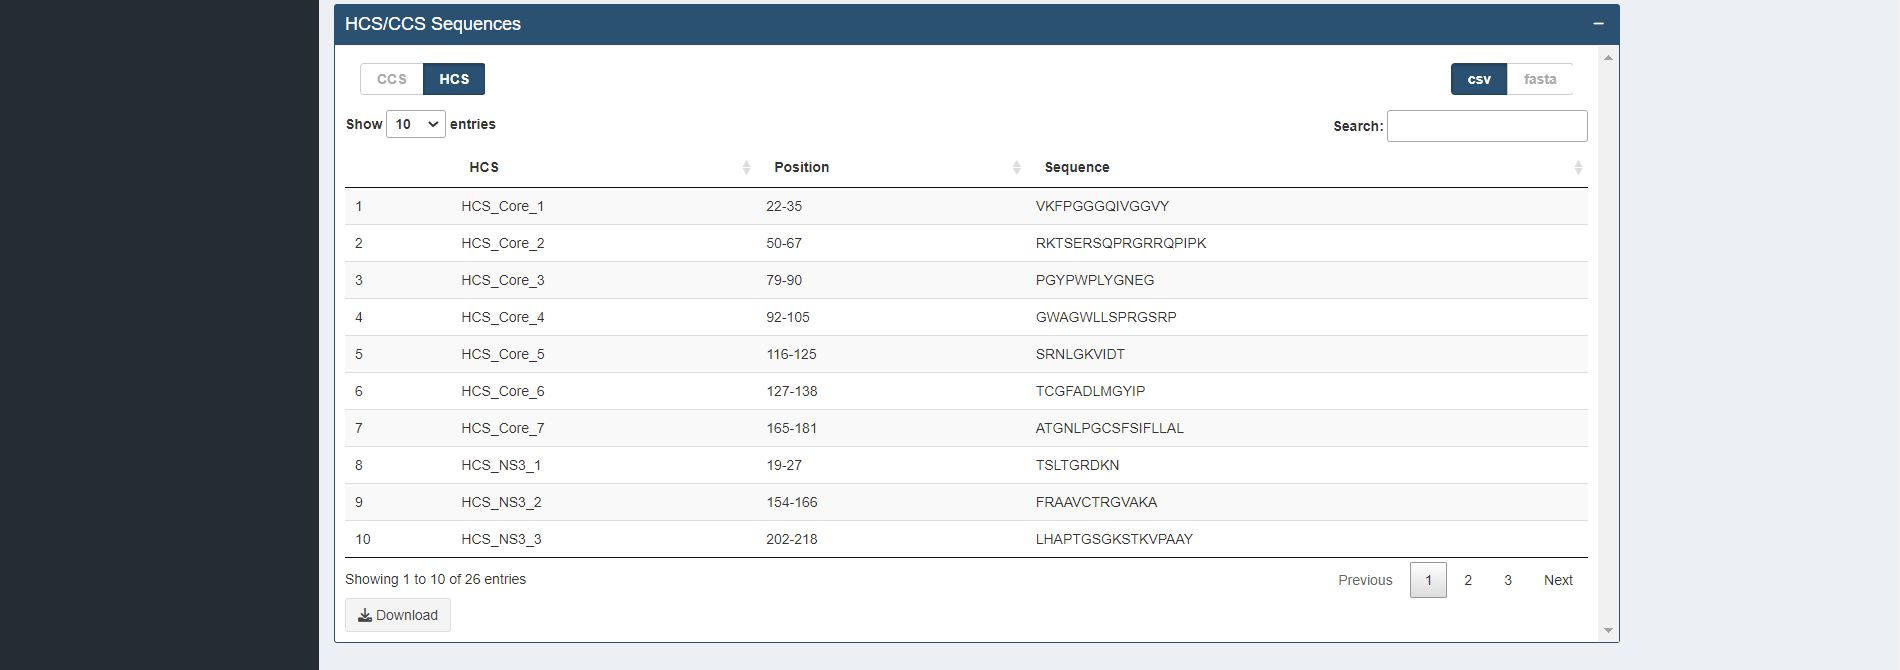 HCS/CCS Sequences
CCS HCS csv fasta
Show 10 entries Search:
HCS Position Sequence
1 HCS_Core_1 22-35 VKFPGGGQIVGGVY
2 HCS_Core_2 50-67 RKTSERSQPRGRRQPIPK
3 HCS_Core_3 79-90 PGYPWPLYGNEG
4 HCS_Core_4 92-105 GWAGWLLSPRGSRP
5 HCS_Core_5 116-125 SRNLGKVIDT
6 HCS_Core_6 127-138 TCGFADLMGYIP
7 HCS_Core_7 165-181 ATGNLPGCSFSIFLLAL
8 HCS_NS3_1 19-27 TSLTGRDKN
9 HCS_NS3_2 154-166 FRAAVCTRGVAKA
10 HCS_NS3_3 202-218 LHAPTGSGKSTKVPAAY
Showing 1 to 10 of 26 entries Previous 1 2 3 Next
Download